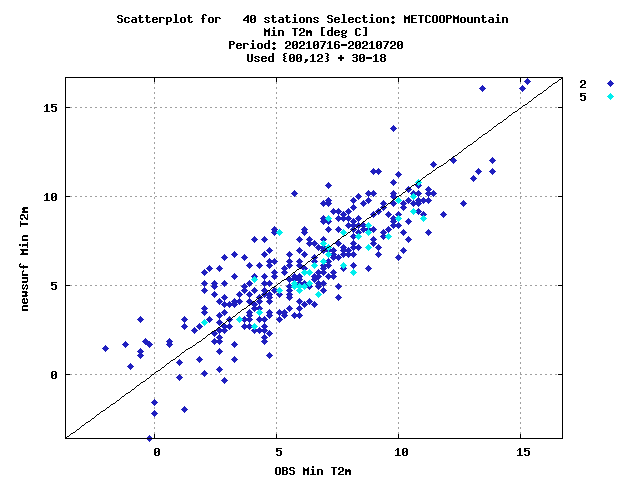 Scatterplot for 40 stations Selection: METCOOPMountain
Min T2m [deg C]
Period: 20210716-20210720
Used {00,12} + 30-18
2
5
15
10
5
0
newsurf Min T2m
0 5 10 15
OBS Min T2m